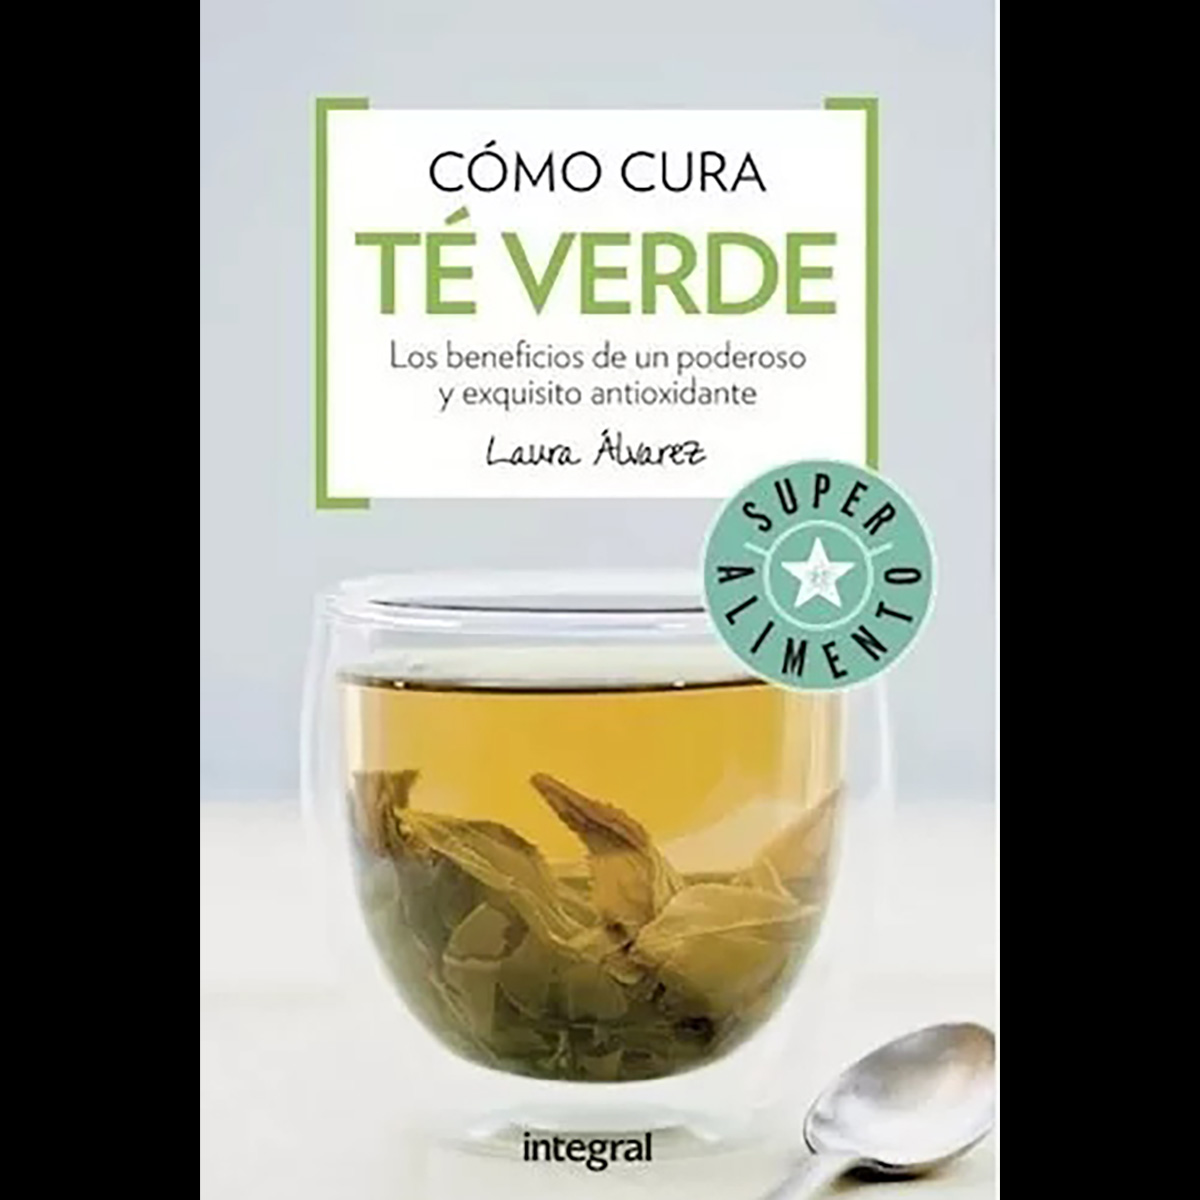 CÓMO CURA
TÉ VERDE
Los beneficios de un poderoso
y exquisito antioxidante
Laura Álvarez
SUPER
ALIMENTO
integral